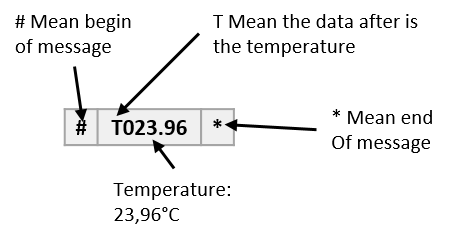 # Mean begin
of message
T Mean the data after is
the temperature
# T023.96 *
* Mean end
Of message
Temperature:
23,96°C